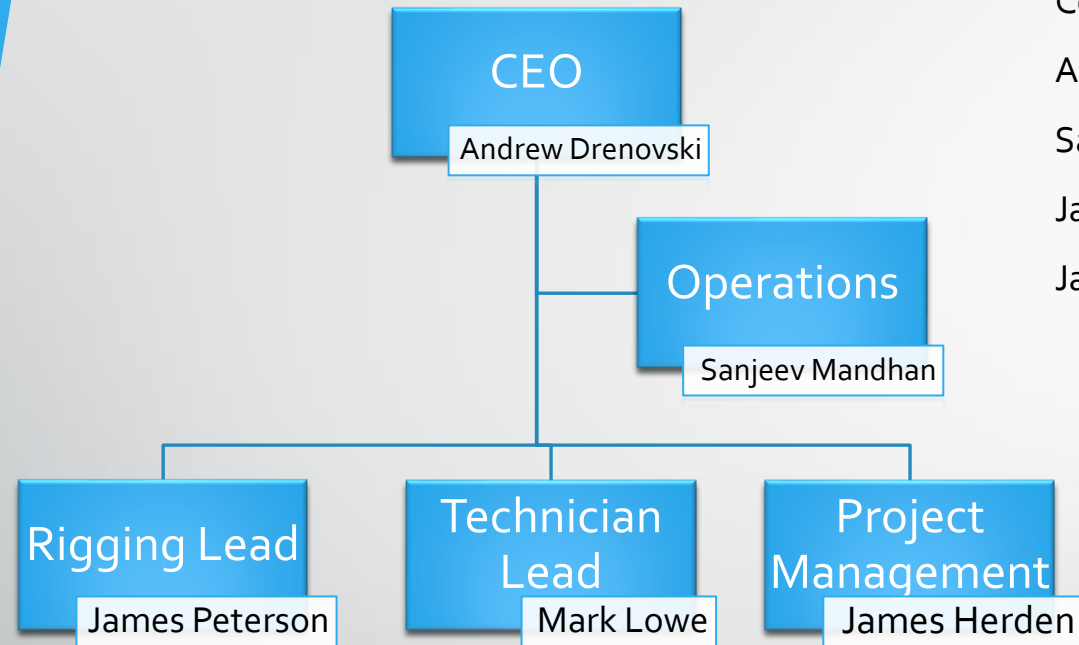 CEO
Andrew Drenovski
Operations
Sanjeev Mandhan
Rigging Lead
James Peterson
Technician
Lead
Mark Lowe
Project
Management
James Herden